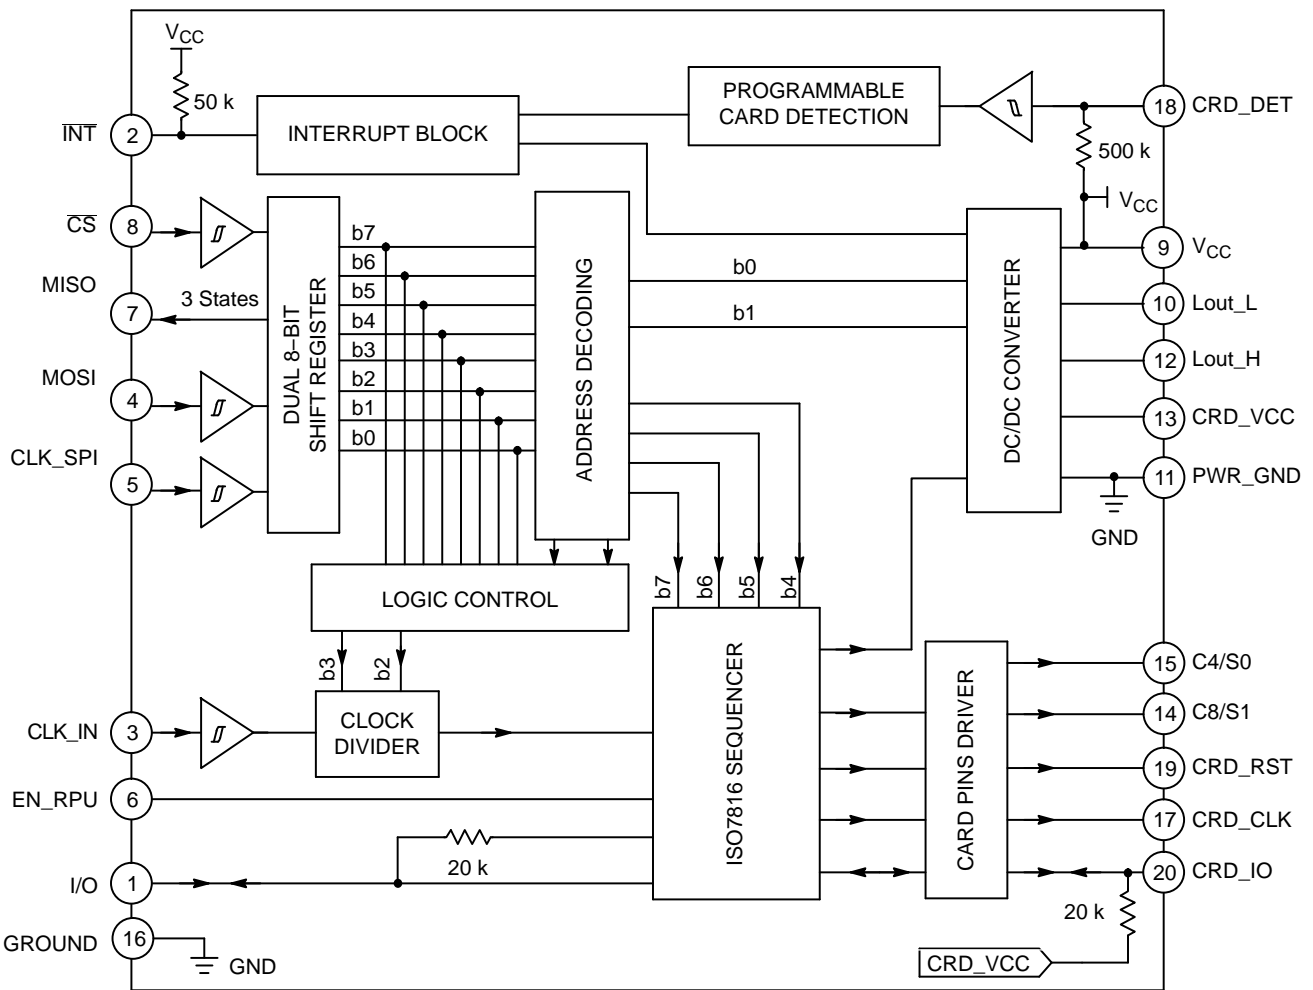 V_CC
50 k
INT
2
INTERRUPT BLOCK
PROGRAMMABLE
CARD DETECTION
18
CRD_DET
500 k
V_CC
CS
8
MISO
7
3 States
MOSI
4
CLK_SPI
5
DUAL 8–BIT
SHIFT REGISTER
b7
b6
b5
b4
b3
b2
b1
b0
ADDRESS DECODING
b0
b1
DC/DC CONVERTER
9
V_CC
10
Lout_L
12
Lout_H
13
CRD_VCC
11
PWR_GND
GND
LOGIC CONTROL
b7
b6
b5
b4
b3
b2
CLK_IN
3
CLOCK
DIVIDER
EN_RPU
6
20 k
I/O
1
GROUND
16
GND
ISO7816 SEQUENCER
CARD PINS DRIVER
15
C4/S0
14
C8/S1
19
CRD_RST
17
CRD_CLK
20
CRD_IO
20 k
CRD_VCC